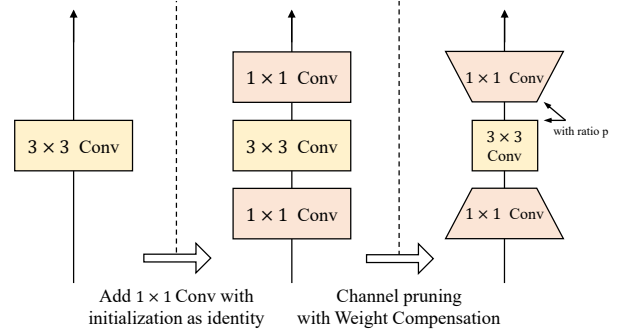 3 × 3 Conv
1 × 1 Conv
3 × 3 Conv
1 × 1 Conv
1 × 1 Conv
3 × 3
Conv
with ratio p
1 × 1 Conv
Add 1 × 1 Conv with
initialization as identity
Channel pruning
with Weight Compensation